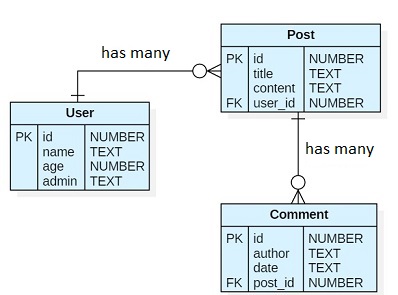 has many
Post
PK id NUMBER
title TEXT
content TEXT
FK user_id NUMBER
User
PK id NUMBER
name TEXT
age NUMBER
admin TEXT
has many
Comment
PK id NUMBER
author TEXT
date TEXT
FK post_id NUMBER